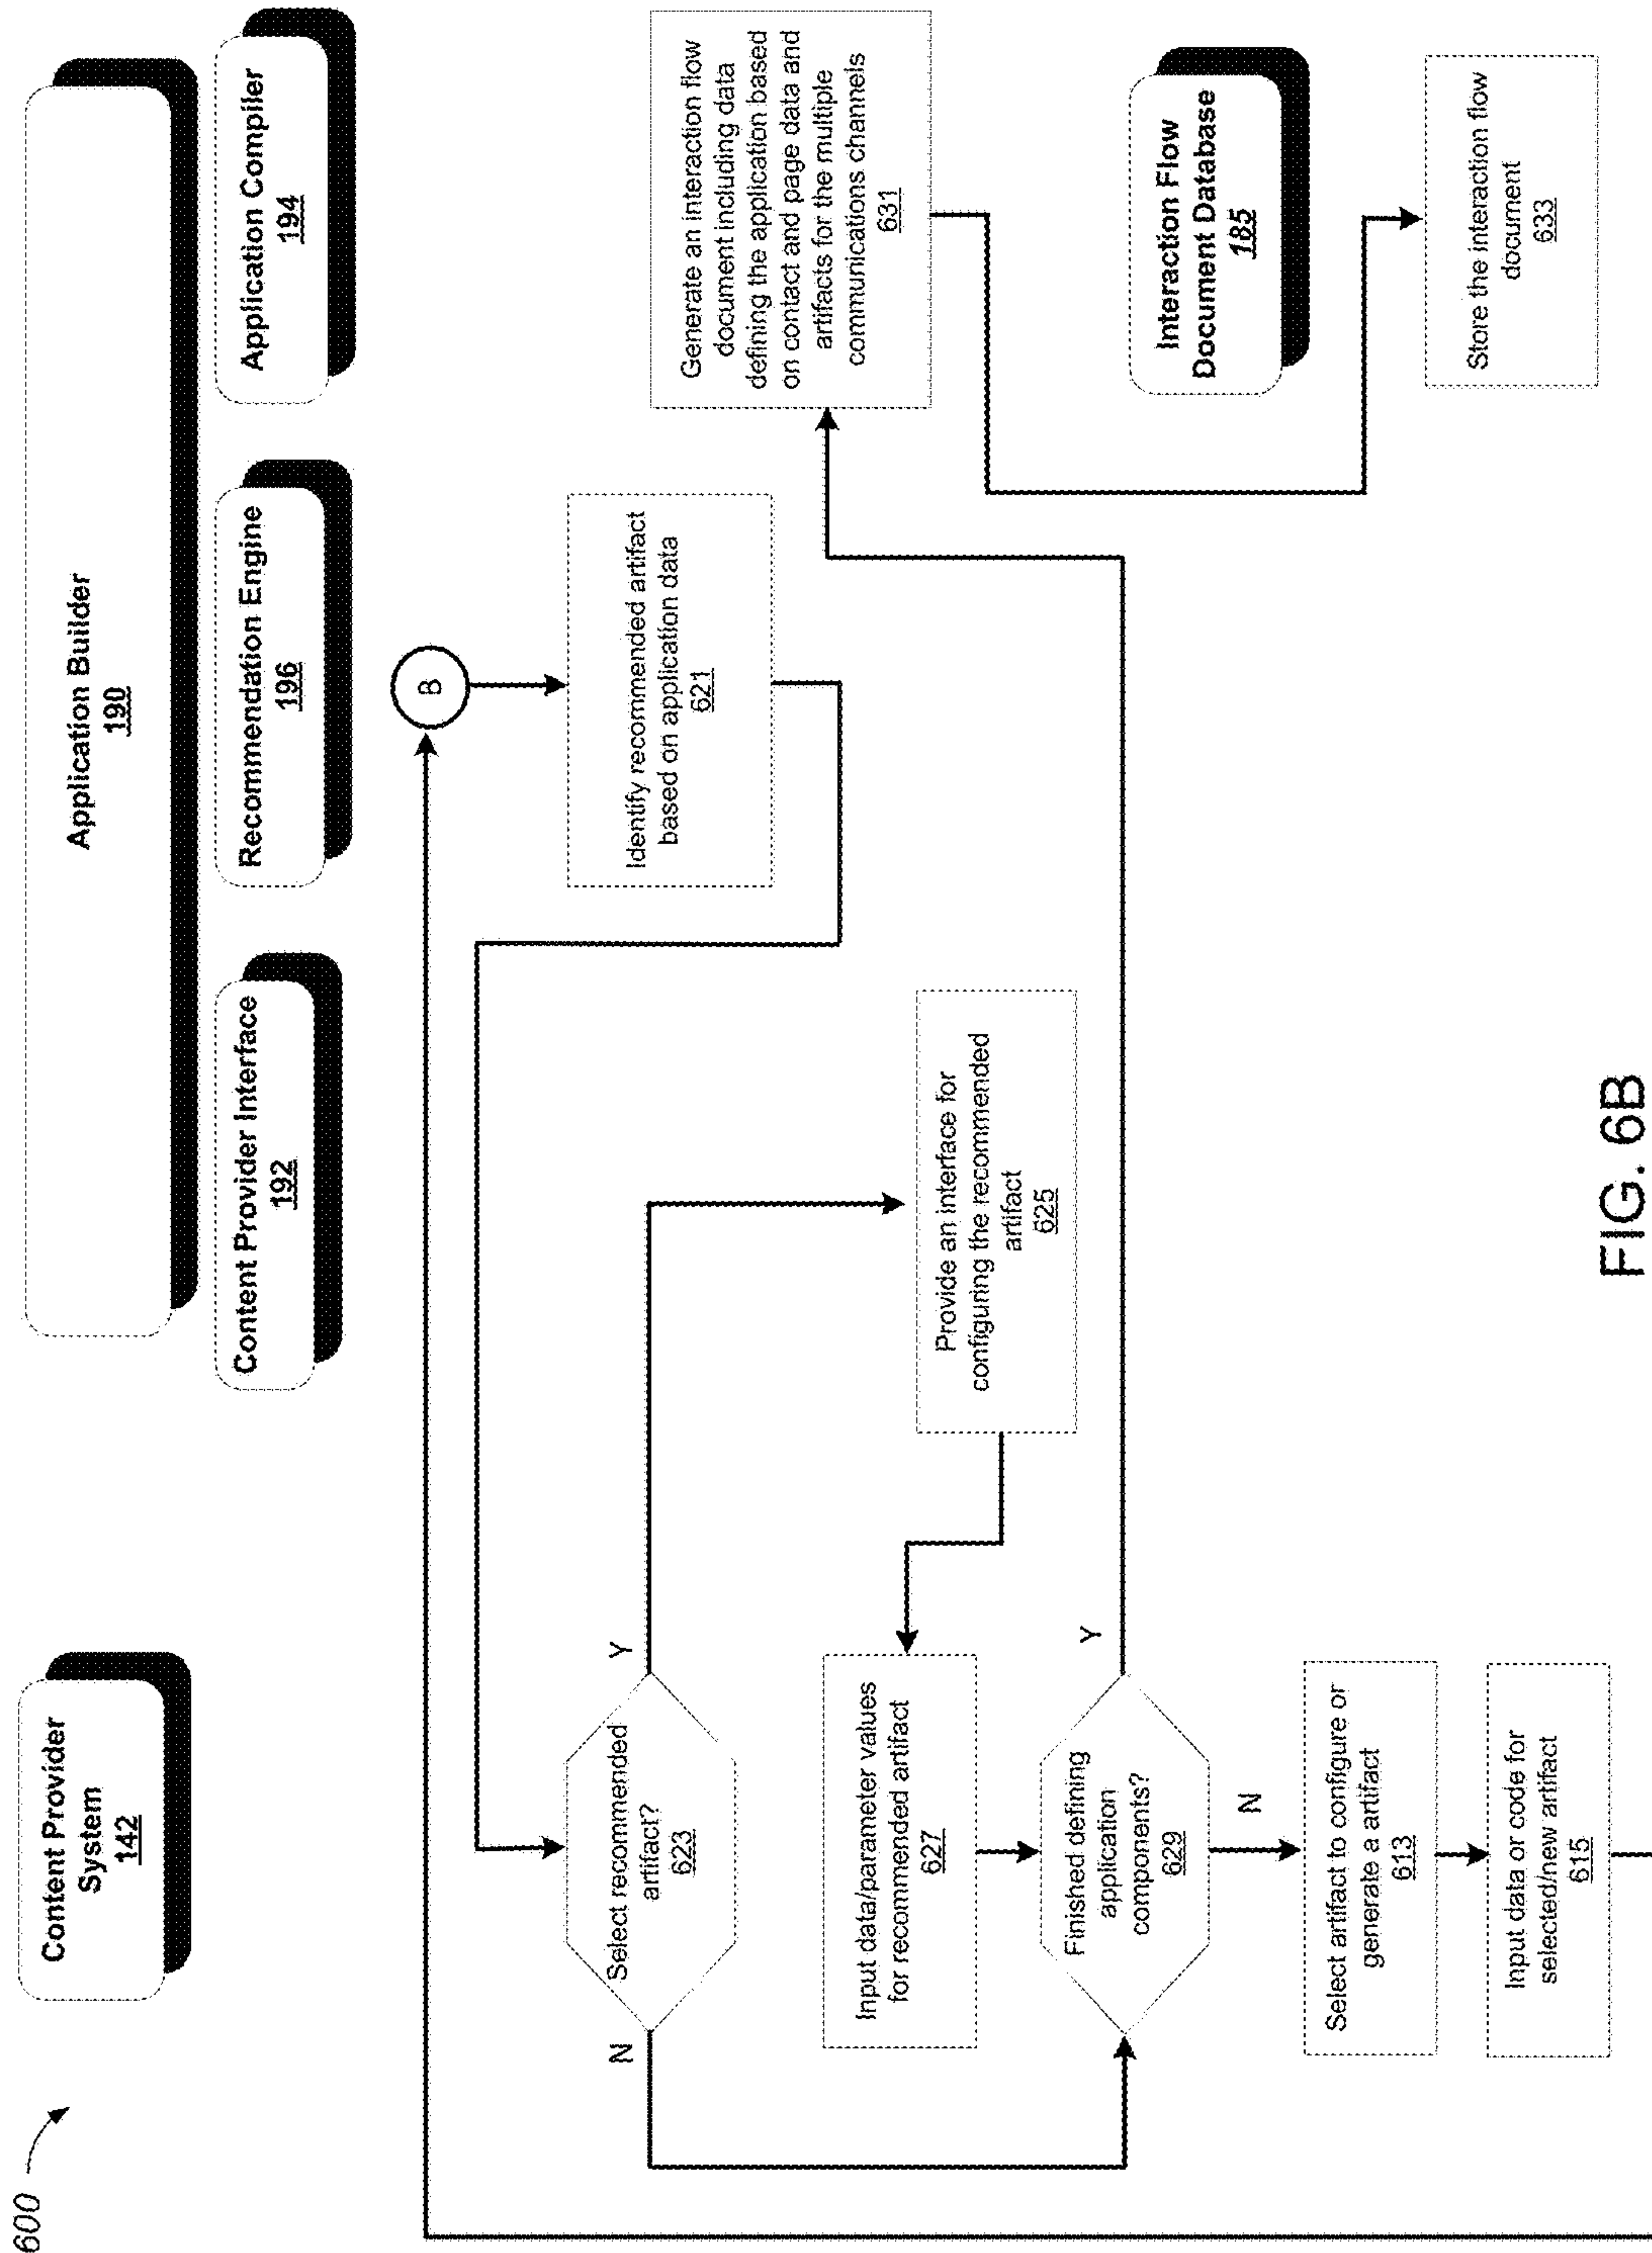 600
Content Provider
System
142
Application Builder
190
Content Provider Interface
192
Recommendation Engine
196
Application Compiler
194
B
Identify recommended artifact
based on application data
621
Select recommended
artifact?
623
Y
N
Provide an interface for
configuring the recommended
artifact
625
Input data/parameter values
for recommended artifact
627
Finished defining
application
components?
629
Y
N
Generate an interaction flow
document including data
defining the application based
on contact and page data and
artifacts for the multiple
communications channels
631
Select artifact to configure or
generate a artifact
613
Input data or code for
selected/new artifact
615
Interaction Flow
Document Database
185
Store the interaction flow
document
633
FIG. 6B